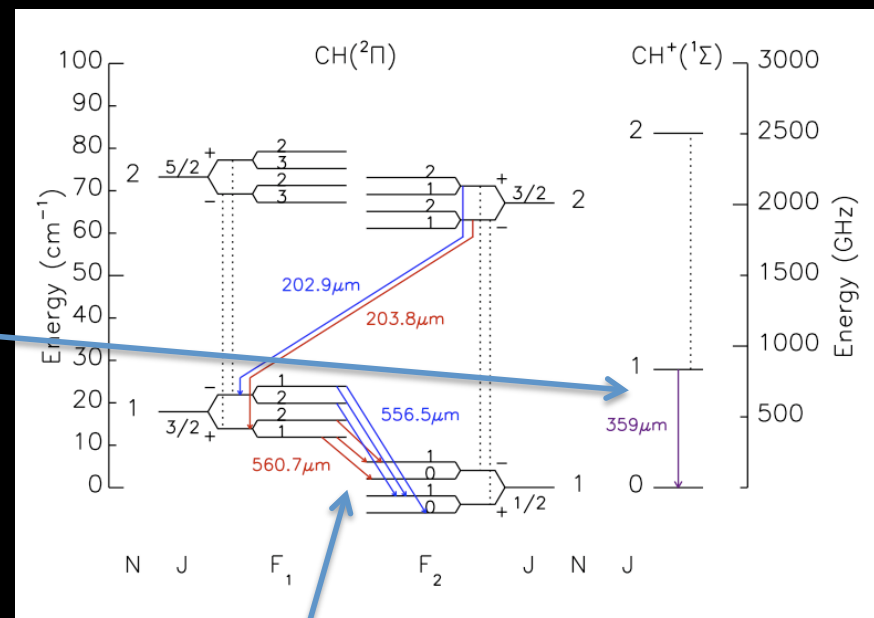 CH(²Π) CH⁺(¹Σ)
100 3000
90
80 2 2500
2 5/2 + 2 3 2 3 − 2 1 2 1 + − 3/2 2
70
60 2000
50 1500
202.9μm
203.8μm
40
30 1000
1
20 500
1 3/2 − + 1 2 2 1
556.5μm
359μm
10
560.7μm
1 0 1 0 − + 1/2 1
0 0
Energy (cm⁻¹)
Energy (GHz)
N J F₁ F₂ J N J